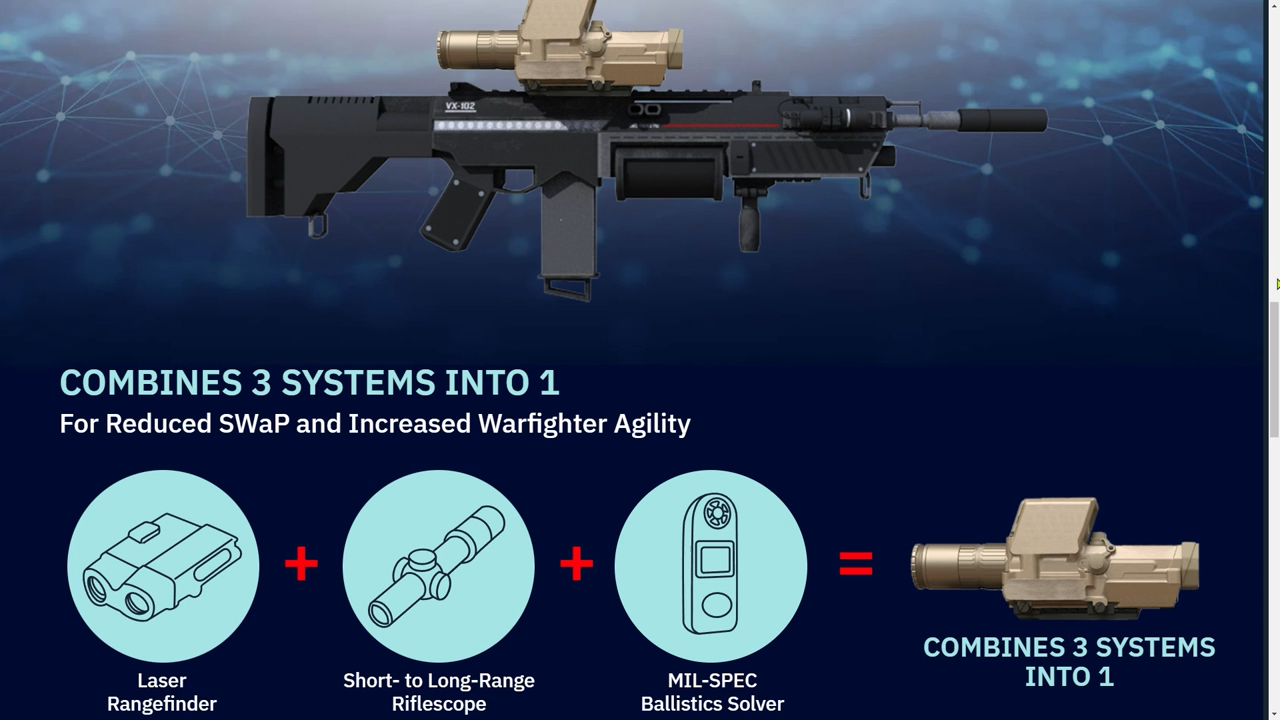 VX-102
COMBINES 3 SYSTEMS INTO 1
For Reduced SWaP and Increased Warfighter Agility
+
+
=
Laser
Rangefinder
Short- to Long-Range
Riflescope
MIL-SPEC
Ballistics Solver
COMBINES 3 SYSTEMS
INTO 1